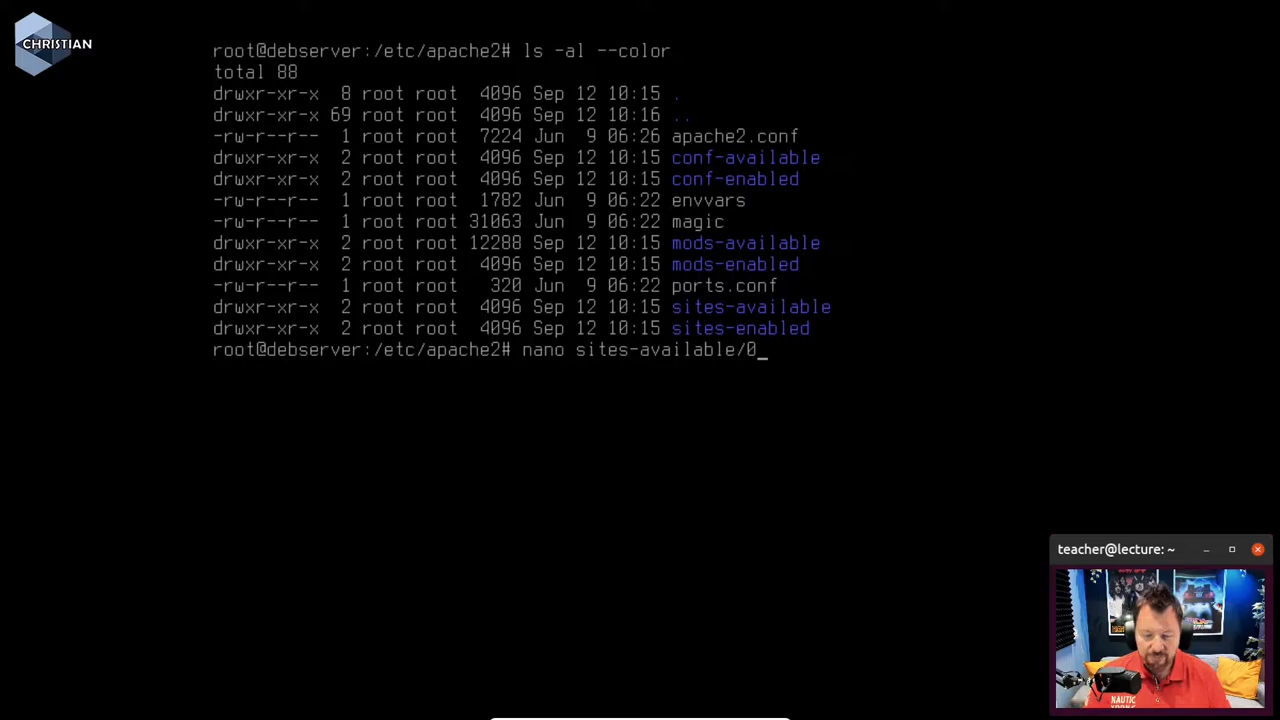 CHRISTIAN
root@debserver:/etc/apache2# ls -al --color
total 88
drwxr-xr-x  8 root root  4096 Sep 12 10:15 .
drwxr-xr-x 69 root root  4096 Sep 12 10:16 ..
-rw-r--r--  1 root root  7224 Jun  9 06:26 apache2.conf
drwxr-xr-x  2 root root  4096 Sep 12 10:15 conf-available
drwxr-xr-x  2 root root  4096 Sep 12 10:15 conf-enabled
-rw-r--r--  1 root root  1782 Jun  9 06:22 envvars
-rw-r--r--  1 root root 31063 Jun  9 06:22 magic
drwxr-xr-x  2 root root 12288 Sep 12 10:15 mods-available
drwxr-xr-x  2 root root  4096 Sep 12 10:15 mods-enabled
-rw-r--r--  1 root root   320 Jun  9 06:22 ports.conf
drwxr-xr-x  2 root root  4096 Sep 12 10:15 sites-available
drwxr-xr-x  2 root root  4096 Sep 12 10:15 sites-enabled
root@debserver:/etc/apache2# nano sites-available/0_
teacher@lecture: ~
NAUTIC